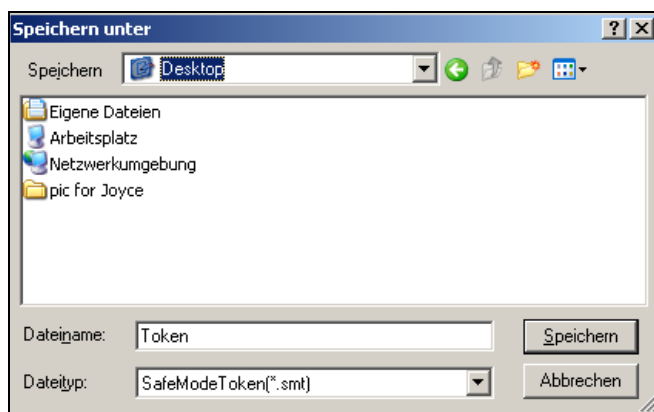 Speichern unter
Speichern Desktop
Eigene Dateien
Arbeitsplatz
Netzwerkumgebung
pic for Joyce
Dateiname: Token Speichern
Dateityp: SafeModeToken(*.smt) Abbrechen